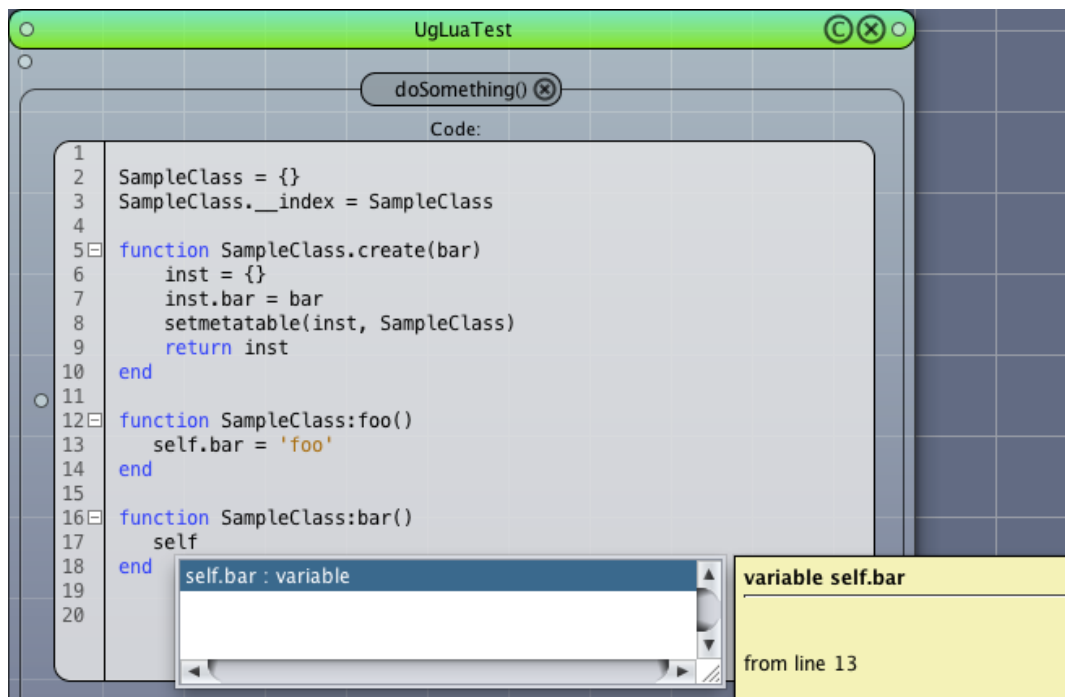 UgLuaTest
doSomething()
Code:
1
2 SampleClass = {}
3 SampleClass.__index = SampleClass
4
5 function SampleClass.create(bar)
6 inst = {}
7 inst.bar = bar
8 setmetatable(inst, SampleClass)
9 return inst
10 end
11
12 function SampleClass:foo()
13 self.bar = 'foo'
14 end
15
16 function SampleClass:bar()
17 self
18 end
19
20
self.bar : variable
variable self.bar
from line 13